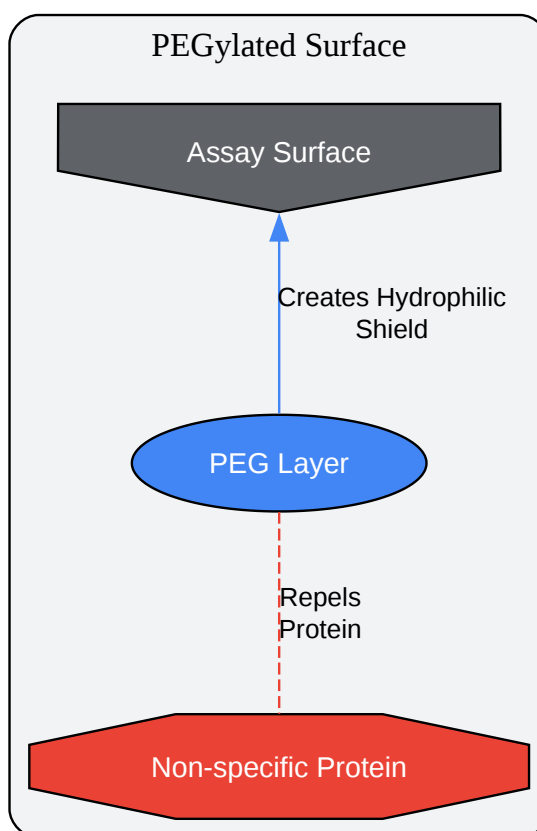 PEGylated Surface
Assay Surface
Creates Hydrophilic
Shield
PEG Layer
Repels
Protein
Non-specific Protein